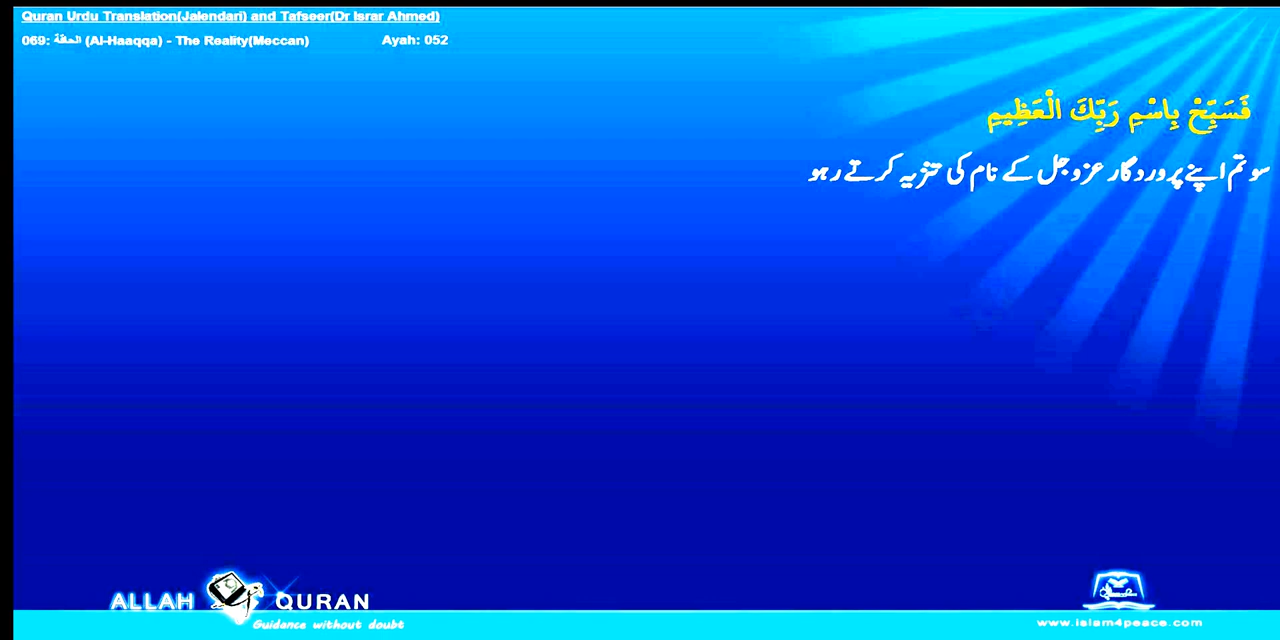 Quran Urdu Translation(Jalendari) and Tafseer(Dr Israr Ahmed)
069: الحاقة (Al-Haaqqa) - The Reality(Meccan) Ayah: 052
فَسَبِّحْ بِاسْمِ رَبِّكَ الْعَظِيمِ
سو تم اپنے پروردگار عزوجل کے نام کی تنزیہ کرتے رہو
ALLAH QURAN
Guidance without doubt
www.islam4peace.com